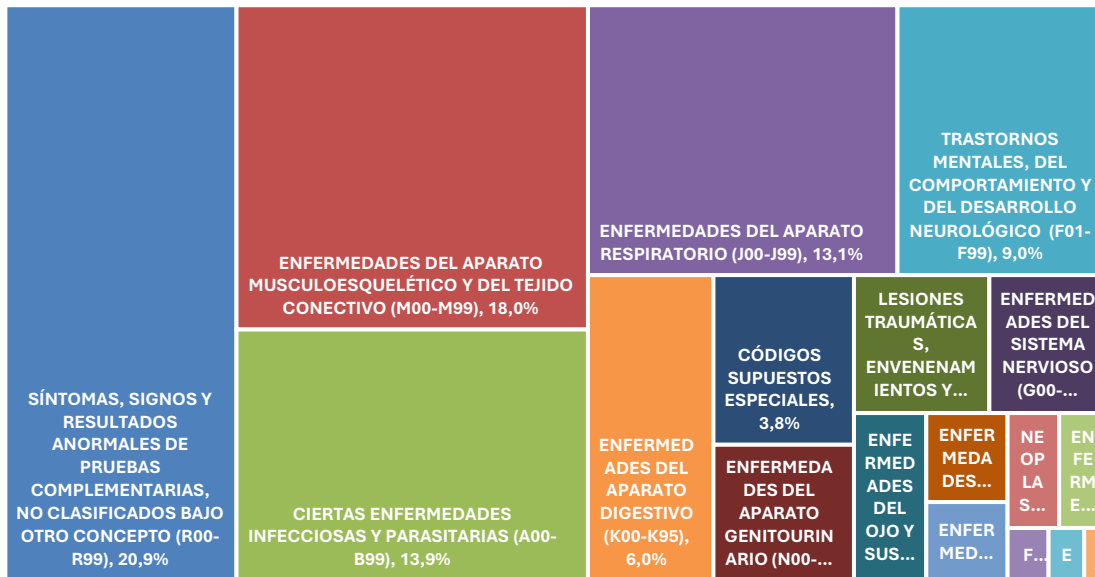 SÍNTOMAS, SIGNOS Y
RESULTADOS
ANORMALES DE
PRUEBAS
COMPLEMENTARIAS,
NO CLASIFICADOS BAJO
OTRO CONCEPTO (R00-
R99), 20,9%
ENFERMEDADES DEL APARATO
MUSCULOESQUELÉTICO Y DEL TEJIDO
CONECTIVO (M00-M99), 18,0%
CIERTAS ENFERMEDADES
INFECCIOSAS Y PARASITARIAS (A00-
B99), 13,9%
ENFERMEDADES DEL APARATO
RESPIRATORIO (J00-J99), 13,1%
TRASTORNOS
MENTALES, DEL
COMPORTAMIENTO Y
DEL DESARROLLO
NEUROLÓGICO (F01-
F99), 9,0%
ENFERMED
ADES DEL
APARATO
DIGESTIVO
(K00-K95),
6,0%
CÓDIGOS
SUPUESTOS
ESPECIALES,
3,8%
ENFERMEDA
DES DEL
APARATO
GENITOURIN
ARIO (N00-...
LESIONES
TRAUMÁTICA
S,
ENVENENAM
IENTOS Y...
ENFERMED
ADES DEL
SISTEMA
NERVIOSO
(G00-...
ENFE
RMED
ADES
DEL
OJO Y
SUS...
ENFER
MEDA
DES...
ENFER
MED...
NE
OP
LA
S...
EN
FE
RM
E...
F...
E